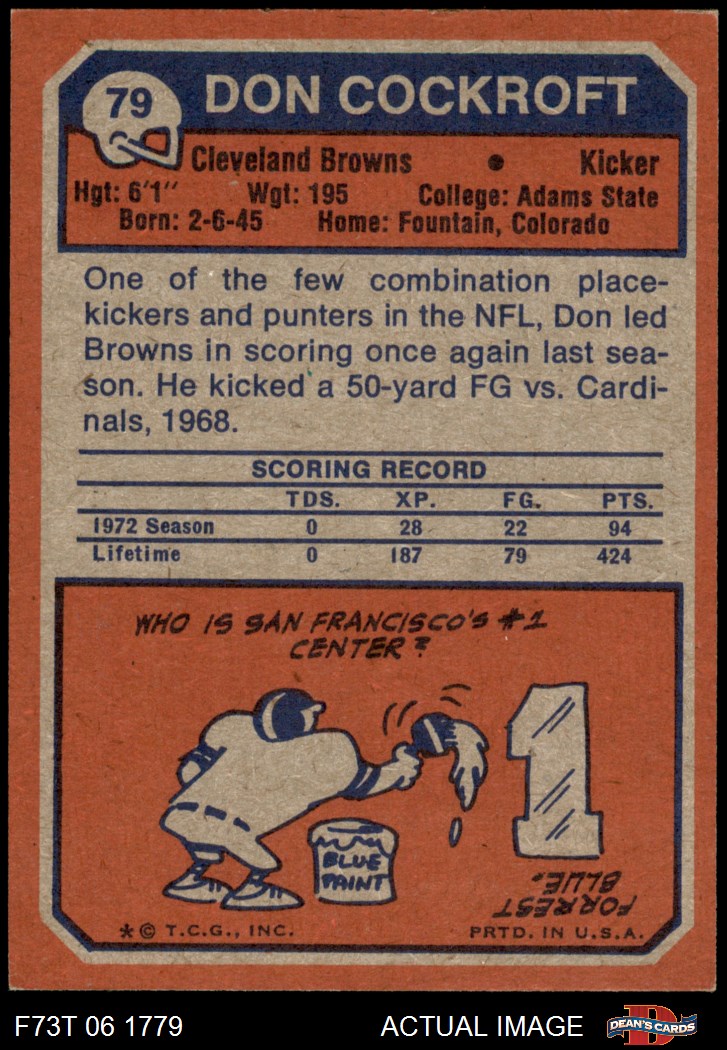 79
DON COCKROFT
Cleveland Browns • Kicker
Hgt: 6'1" Wgt: 195 College: Adams State
Born: 2-6-45 Home: Fountain, Colorado
One of the few combination place-
kickers and punters in the NFL, Don led
Browns in scoring once again last sea-
son. He kicked a 50-yard FG vs. Cardi-
nals, 1968.
SCORING RECORD
TDS. XP. FG. PTS.
1972 Season 0 28 22 94
Lifetime 0 187 79 424
WHO IS SAN FRANCISCO'S #1
CENTER?
1
BLUE
PAINT
FORREST
BLUE.
*© T.C.G., INC. PRTD. IN U.S.A.
F73T 06 1779 ACTUAL IMAGE
D
DEAN'S CARDS